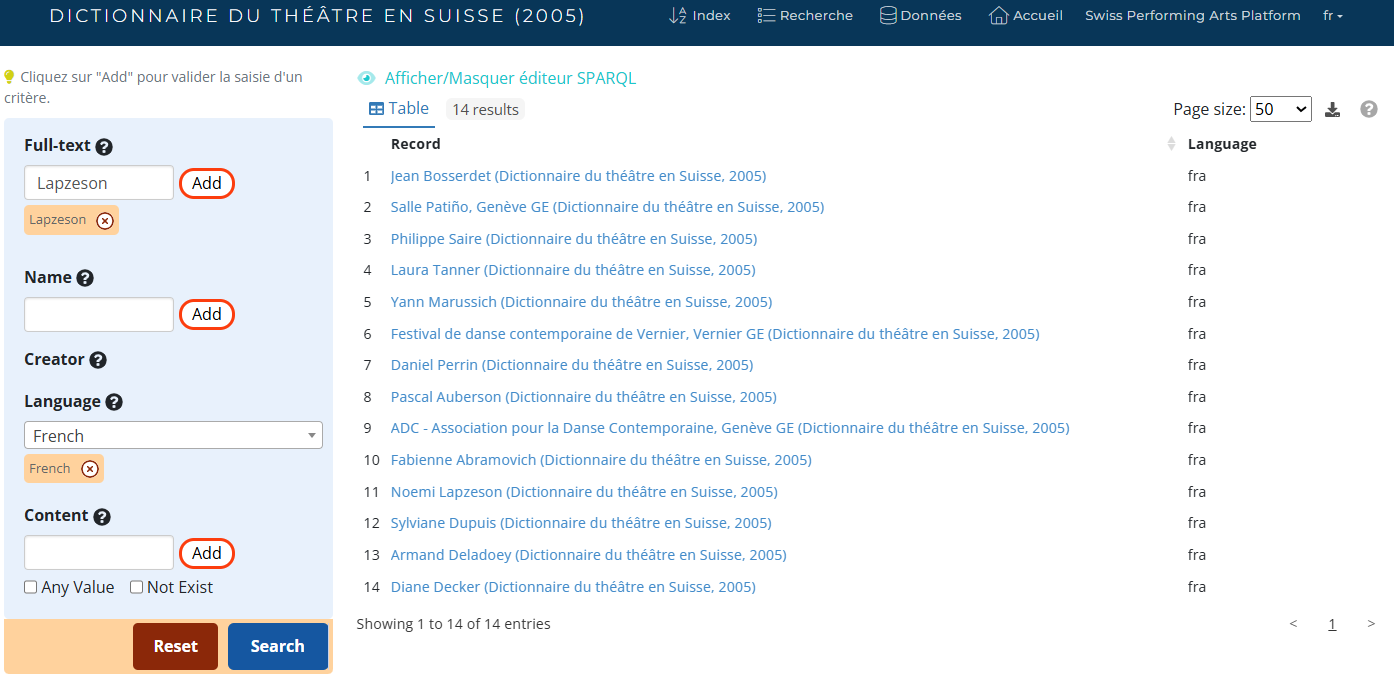 DICTIONNAIRE DU THÉÂTRE EN SUISSE (2005)
Index Recherche Données Accueil Swiss Performing Arts Platform fr
Cliquez sur "Add" pour valider la saisie d'un
critère.
Full-text
Lapzeson Add
Lapzeson
Name
Add
Creator
Language
French
French
Content
Add
Any Value Not Exist
Reset Search
Afficher/Masquer éditeur SPARQL
Table 14 results Page size: 50
Record Language
1 Jean Bosserdet (Dictionnaire du théâtre en Suisse, 2005) fra
2 Salle Patiño, Genève GE (Dictionnaire du théâtre en Suisse, 2005) fra
3 Philippe Saire (Dictionnaire du théâtre en Suisse, 2005) fra
4 Laura Tanner (Dictionnaire du théâtre en Suisse, 2005) fra
5 Yann Marussich (Dictionnaire du théâtre en Suisse, 2005) fra
6 Festival de danse contemporaine de Vernier, Vernier GE (Dictionnaire du théâtre en Suisse, 2005) fra
7 Daniel Perrin (Dictionnaire du théâtre en Suisse, 2005) fra
8 Pascal Auberson (Dictionnaire du théâtre en Suisse, 2005) fra
9 ADC - Association pour la Danse Contemporaine, Genève GE (Dictionnaire du théâtre en Suisse, 2005) fra
10 Fabienne Abramovich (Dictionnaire du théâtre en Suisse, 2005) fra
11 Noemi Lapzeson (Dictionnaire du théâtre en Suisse, 2005) fra
12 Sylviane Dupuis (Dictionnaire du théâtre en Suisse, 2005) fra
13 Armand Deladoey (Dictionnaire du théâtre en Suisse, 2005) fra
14 Diane Decker (Dictionnaire du théâtre en Suisse, 2005) fra
Showing 1 to 14 of 14 entries < 1 >